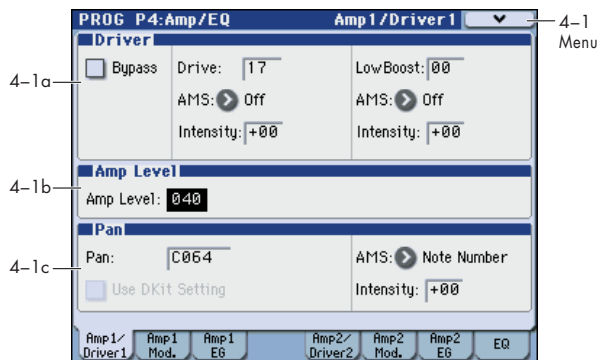 PROG P4:Amp/EQ Amp1/Driver1
4–1
Menu
Driver
4–1a
Bypass Drive: 17 LowBoost: 00
AMS: Off AMS: Off
Intensity: +00 Intensity: +00
Amp Level
4–1b
Amp Level: 040
Pan
4–1c
Pan: C064 AMS: Note Number
Use DKit Setting Intensity: +00
Amp1/ Amp1 Amp1 Amp2/ Amp2 Amp2 EQ
Driver1 Mod. EG Driver2 Mod. EG